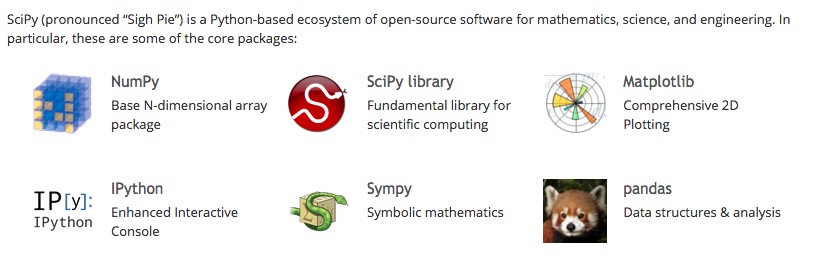 SciPy (pronounced “Sigh Pie”) is a Python-based ecosystem of open-source software for mathematics, science, and engineering. In
particular, these are some of the core packages:
NumPy
Base N-dimensional array
package
SciPy library
Fundamental library for
scientific computing
Matplotlib
Comprehensive 2D
Plotting
IP[y]:
IPython
IPython
Enhanced Interactive
Console
Sympy
Symbolic mathematics
pandas
Data structures & analysis